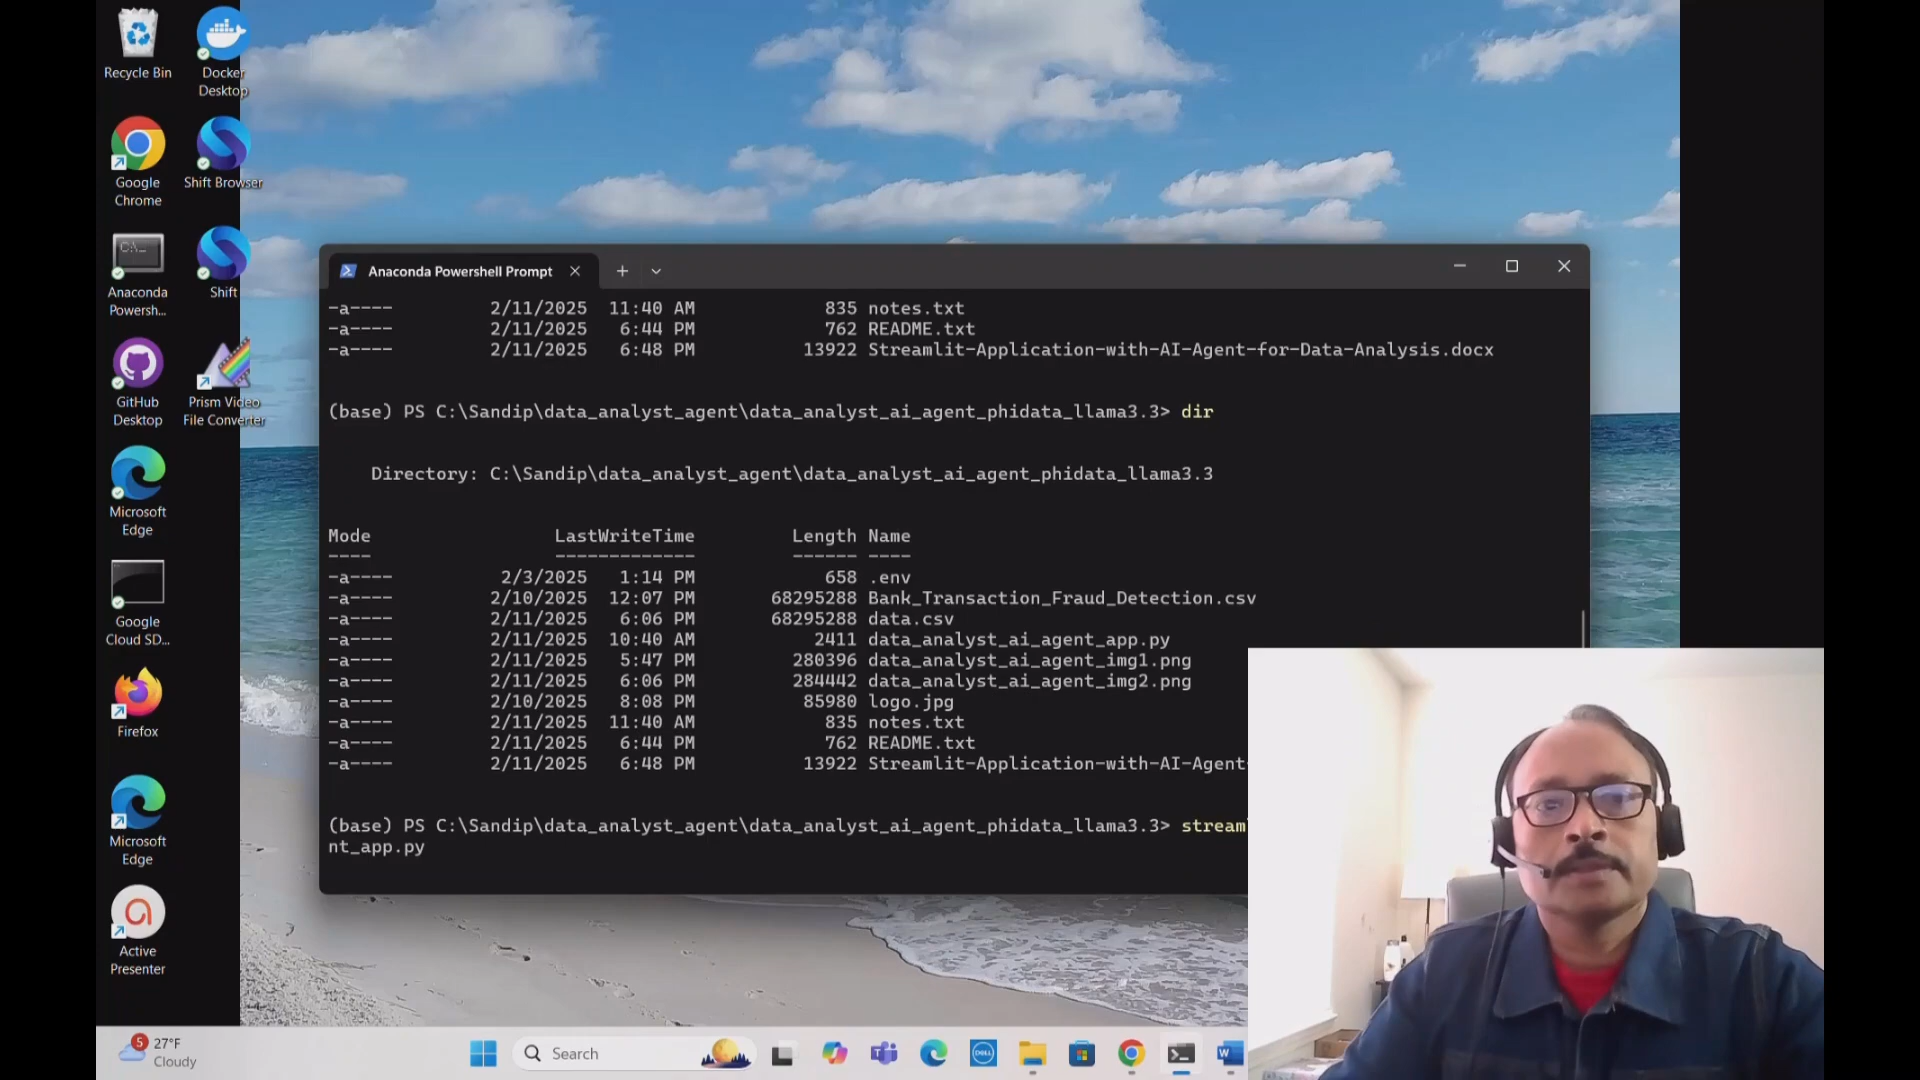 Recycle Bin
Docker
Desktop
Google
Chrome
Shift Browser
Anaconda
Powersh...
Shift
GitHub
Desktop
Prism Video
File Converter
Microsoft
Edge
Google
Cloud SD...
Firefox
Microsoft
Edge
Active
Presenter
Anaconda Powershell Prompt
-a---- 2/11/2025 11:40 AM 835 notes.txt
-a---- 2/11/2025 6:44 PM 762 README.txt
-a---- 2/11/2025 6:48 PM 13922 Streamlit-Application-with-AI-Agent-for-Data-Analysis.docx
(base) PS C:\Sandip\data_analyst_agent\data_analyst_ai_agent_phidata_llama3.3> dir
Directory: C:\Sandip\data_analyst_agent\data_analyst_ai_agent_phidata_llama3.3
Mode LastWriteTime Length Name
---- ------------- ------ ----
-a---- 2/3/2025 1:14 PM 658 .env
-a---- 2/10/2025 12:07 PM 68295288 Bank_Transaction_Fraud_Detection.csv
-a---- 2/11/2025 6:06 PM 68295288 data.csv
-a---- 2/11/2025 10:40 AM 2411 data_analyst_ai_agent_app.py
-a---- 2/11/2025 5:47 PM 280396 data_analyst_ai_agent_img1.png
-a---- 2/11/2025 6:06 PM 284442 data_analyst_ai_agent_img2.png
-a---- 2/10/2025 8:08 PM 85980 logo.jpg
-a---- 2/11/2025 11:40 AM 835 notes.txt
-a---- 2/11/2025 6:44 PM 762 README.txt
-a---- 2/11/2025 6:48 PM 13922 Streamlit-Application-with-AI-Agent-
(base) PS C:\Sandip\data_analyst_agent\data_analyst_ai_agent_phidata_llama3.3> stream
nt_app.py
5
27°F
Cloudy
Search
DELL
W